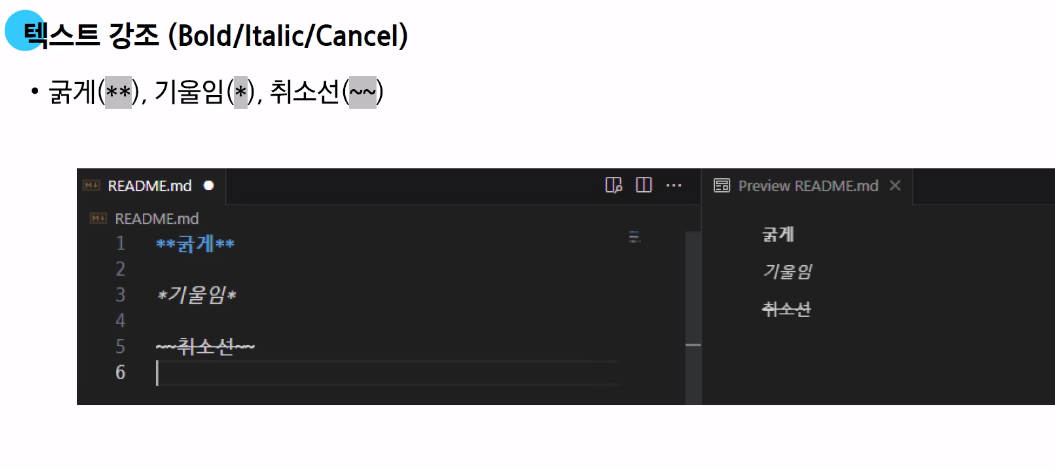 텍스트 강조 (Bold/Italic/Cancel)
• 굵게(**), 기울임(*), 취소선(~~)
README.md ●
README.md
1 **굵게**
2
3 *기울임*
4
5 ~~취소선~~
6
Preview README.md
굵게
기울임
취소선